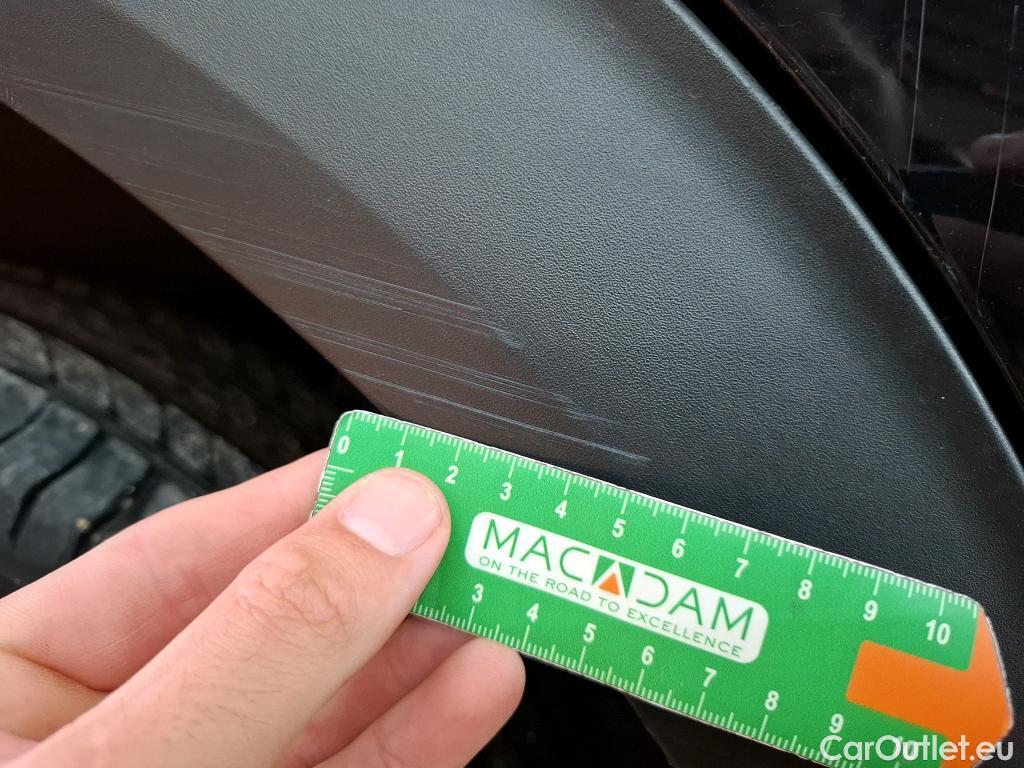 0 1 2 3 4 5 6 7 8 9 10
MACADAM
ON THE ROAD TO EXCELLENCE
3 4 5 6 7 8 9
CarOutlet.eu